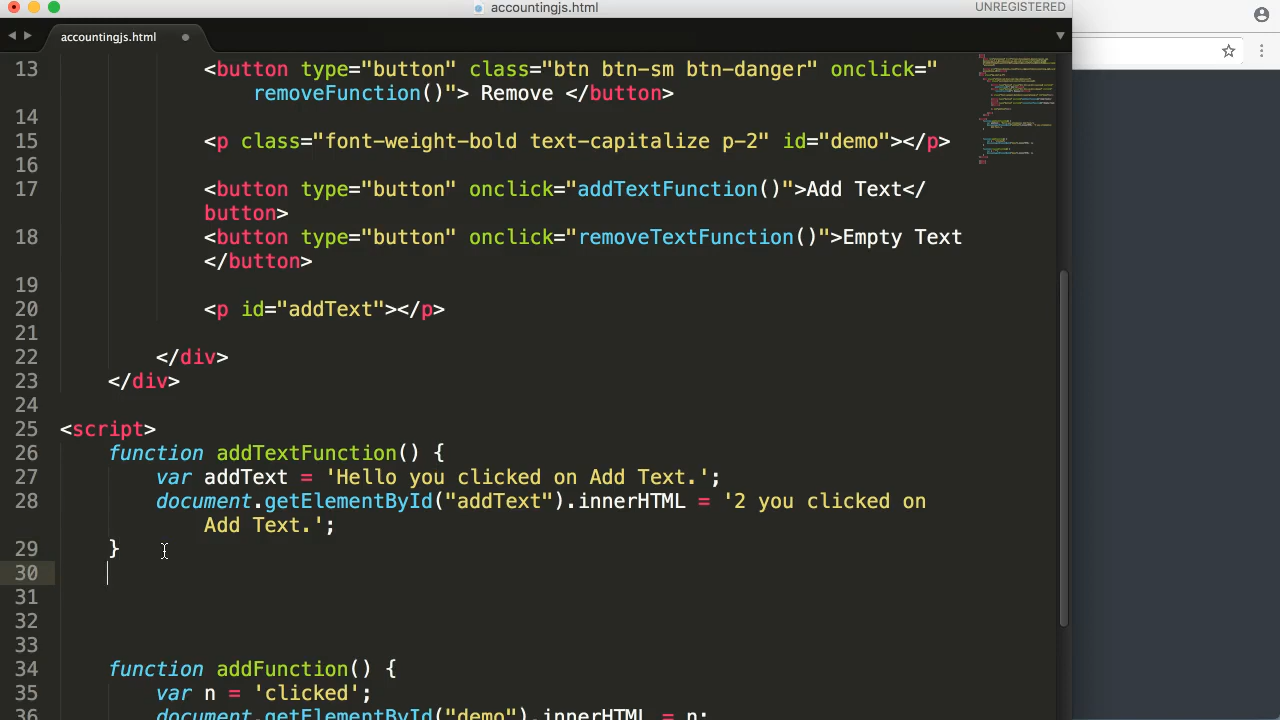 accountingjs.html
UNREGISTERED
accountingjs.html
13 <button type="button" class="btn btn-sm btn-danger" onclick="
removeFunction()"> Remove </button>
14
15 <p class="font-weight-bold text-capitalize p-2" id="demo"></p>
16
17 <button type="button" onclick="addTextFunction()">Add Text</
button>
18 <button type="button" onclick="removeTextFunction()">Empty Text
</button>
19
20 <p id="addText"></p>
21
22 </div>
23 </div>
24
25 <script>
26 function addTextFunction() {
27 var addText = 'Hello you clicked on Add Text.';
28 document.getElementById("addText").innerHTML = '2 you clicked on
Add Text.';
29 }
30
31
32
33
34 function addFunction() {
35 var n = 'clicked';
36 document.getElementById("demo").innerHTML = n;